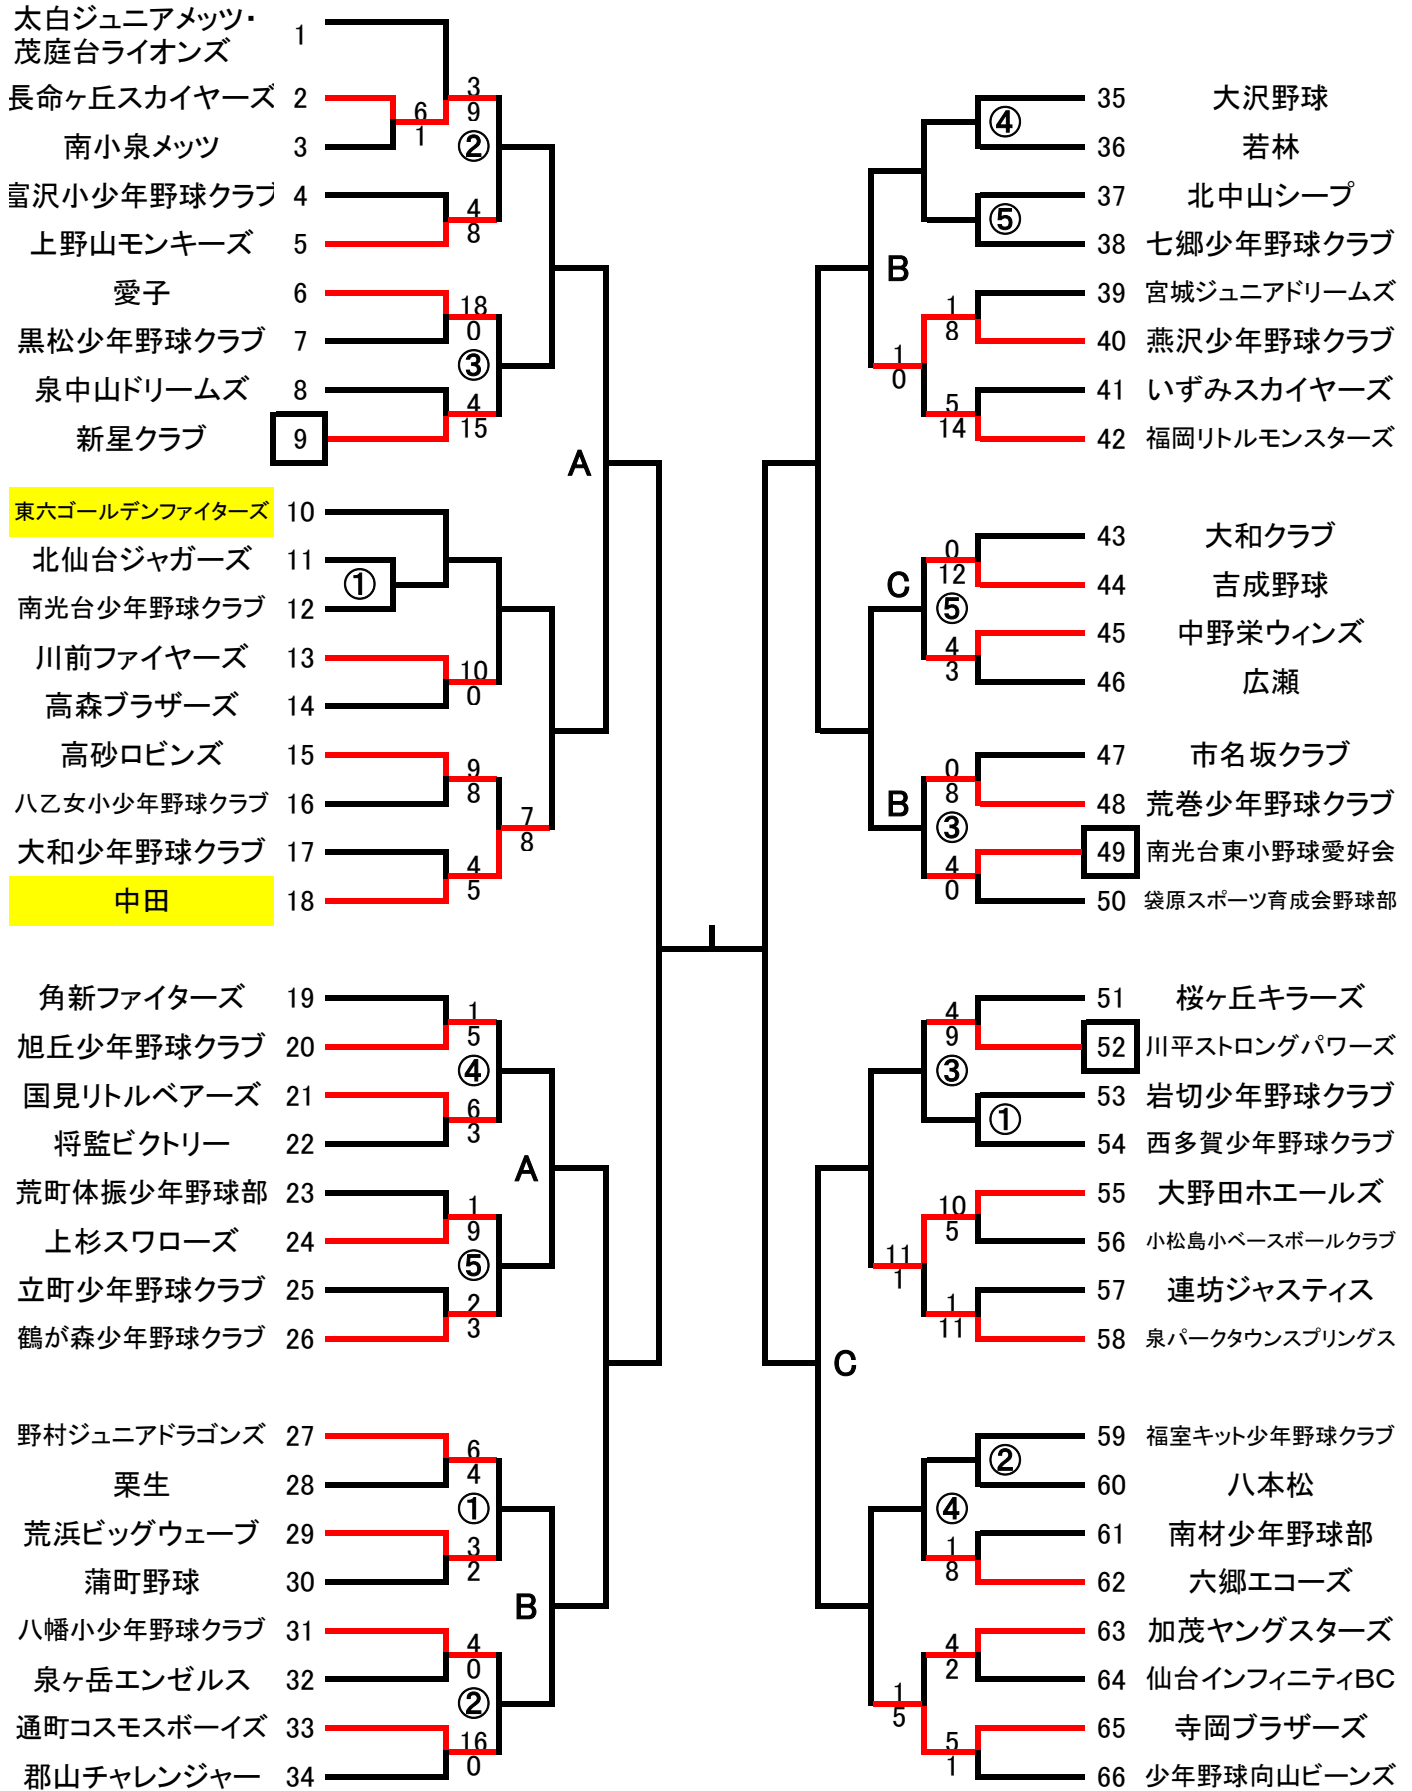 太白ジュニアメッツ・
茂庭台ライオンズ 1
長命ヶ丘スカイヤーズ 2
南小泉メッツ 3
富沢小少年野球クラブ 4
上野山モンキーズ 5
愛子 6
黒松少年野球クラブ 7
泉中山ドリームズ 8
新星クラブ 9
東六ゴールデンファイターズ 10
北仙台ジャガーズ 11
南光台少年野球クラブ 12
川前ファイヤーズ 13
高森ブラザーズ 14
高砂ロビンズ 15
八乙女小少年野球クラブ 16
大和少年野球クラブ 17
中田 18
角新ファイターズ 19
旭丘少年野球クラブ 20
国見リトルベアーズ 21
将監ビクトリー 22
荒町体振少年野球部 23
上杉スワローズ 24
立町少年野球クラブ 25
鶴が森少年野球クラブ 26
野村ジュニアドラゴンズ 27
栗生 28
荒浜ビッグウェーブ 29
蒲町野球 30
八幡小少年野球クラブ 31
泉ヶ岳エンゼルス 32
通町コスモスボーイズ 33
郡山チャレンジャー 34
6
1
3
9
②
4
8
18
0
③
4
15
A
①
10
0
9
8
7
8
4
5
1
5
④
6
3
A
1
9
⑤
2
3
6
4
①
3
2
B
4
0
②
16
0
④
⑤
B
1
8
1
0
5
14
0
12
C
⑤
4
3
0
8
B
③
4
0
4
9
③
①
10
5
11
1
1
11
C
②
④
1
8
4
2
1
5
5
1
35 大沢野球
36 若林
37 北中山シープ
38 七郷少年野球クラブ
39 宮城ジュニアドリームズ
40 燕沢少年野球クラブ
41 いずみスカイヤーズ
42 福岡リトルモンスターズ
43 大和クラブ
44 吉成野球
45 中野栄ウィンズ
46 広瀬
47 市名坂クラブ
48 荒巻少年野球クラブ
49 南光台東小野球愛好会
50 袋原スポーツ育成会野球部
51 桜ヶ丘キラーズ
52 川平ストロングパワーズ
53 岩切少年野球クラブ
54 西多賀少年野球クラブ
55 大野田ホエールズ
56 小松島小ベースボールクラブ
57 連坊ジャスティス
58 泉パークタウンスプリングス
59 福室キット少年野球クラブ
60 八本松
61 南材少年野球部
62 六郷エコーズ
63 加茂ヤングスターズ
64 仙台インフィニティBC
65 寺岡ブラザーズ
66 少年野球向山ビーンズ